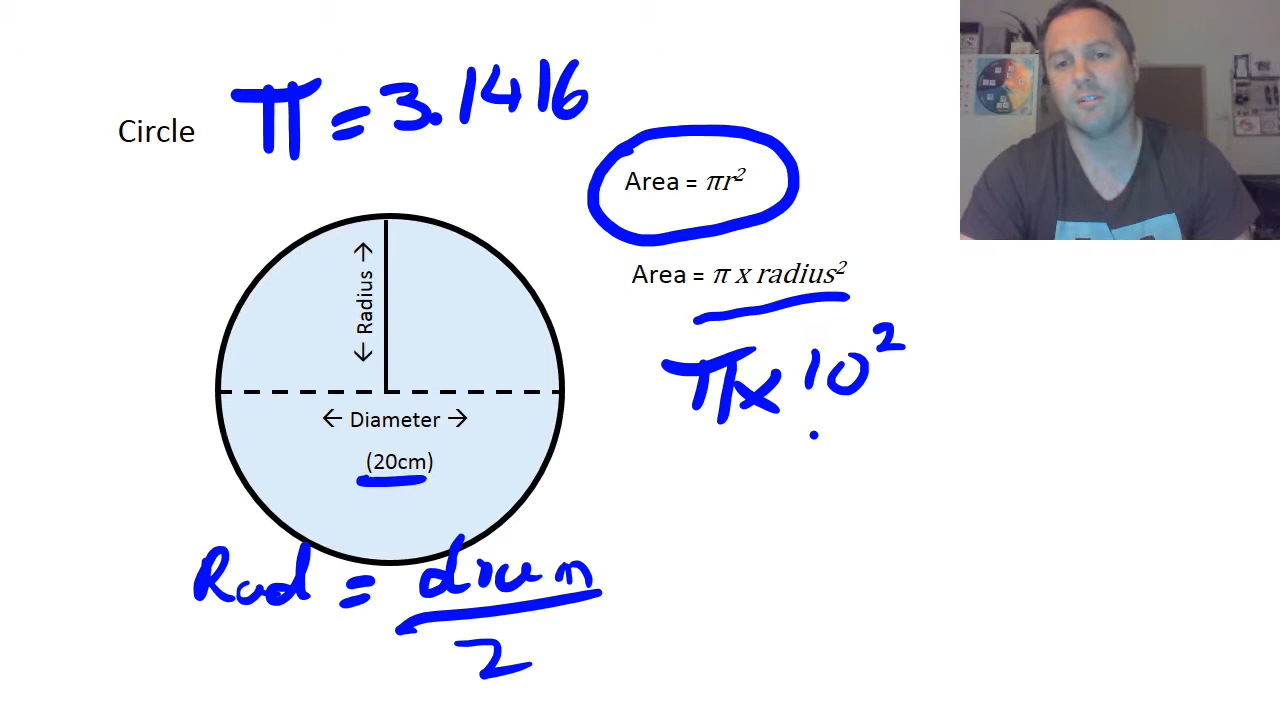 Circle
π = 3.1416
Area = πr²
Area = π x radius²
π x 10²
← Radius →
← Diameter →
(20cm)
Rad = diam
2